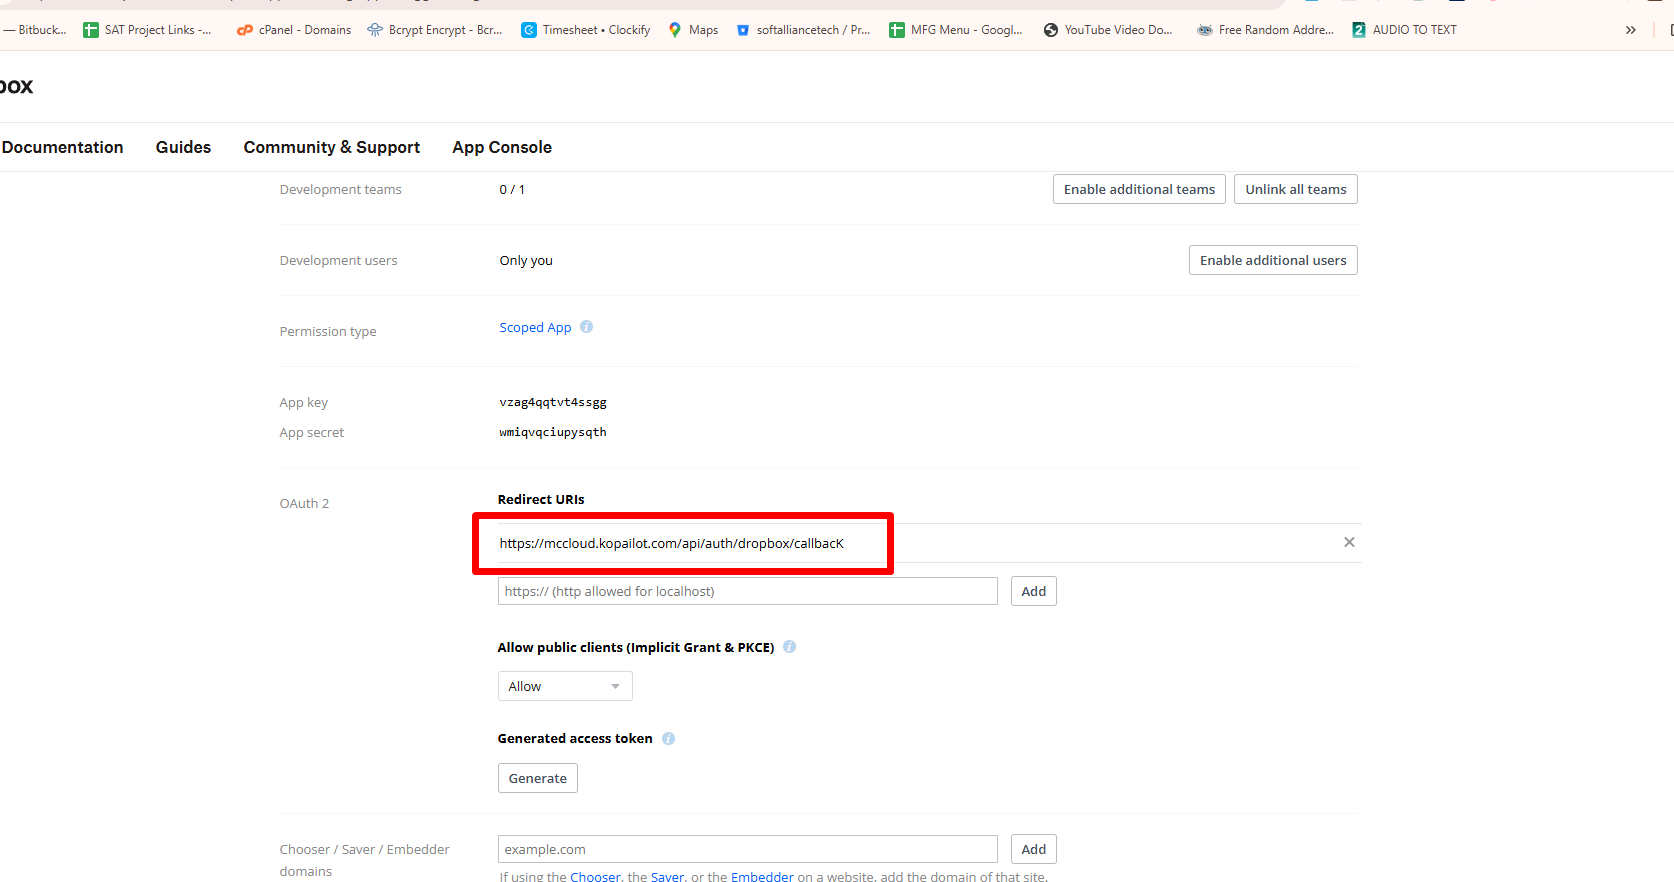 — Bitbuck... SAT Project Links -... cPanel - Domains Bcrypt Encrypt - Bcr... Timesheet • Clockify Maps softalliancetech / Pr... MFG Menu - Googl... YouTube Video Do... Free Random Addre... AUDIO TO TEXT »
box
Documentation Guides Community & Support App Console
Development teams 0 / 1 Enable additional teams Unlink all teams
Development users Only you Enable additional users
Permission type Scoped App
App key vzag4qqtvt4ssgg
App secret wmiqvqciupysqth
OAuth 2 Redirect URIs
https://mccloud.kopailot.com/api/auth/dropbox/callbacK
https:// (http allowed for localhost) Add
Allow public clients (Implicit Grant & PKCE)
Allow
Generated access token
Generate
Chooser / Saver / Embedder domains example.com Add
If using the Chooser, the Saver, or the Embedder on a website, add the domain of that site.